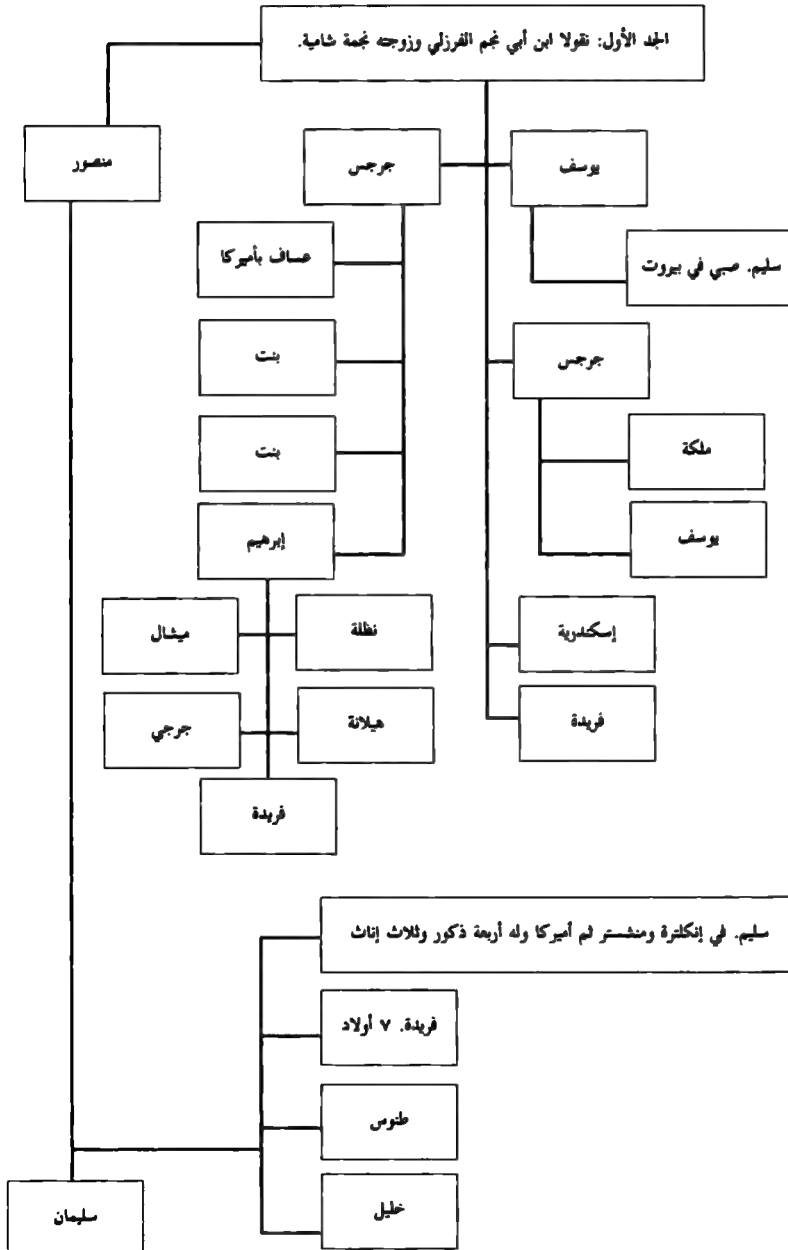 الجد الأول: نقولا ابن أبي نجم الفرزلي وزوجته نجمة شامية.
منصور
جرجس
يوسف
عساف بأميركا
سليم. صبي في بيروت
بنت
جرجس
بنت
ملكة
إبرهيم
يوسف
نظلة
ميشال
إسكندرية
هيلانة
جرجي
فريدة
فريدة
سليم. في إنكلترة ومنشستر ثم أميركا وله أربعة ذكور وثلاث إناث
فريدة. ٧ أولاد
طنوس
خليل
سليمان